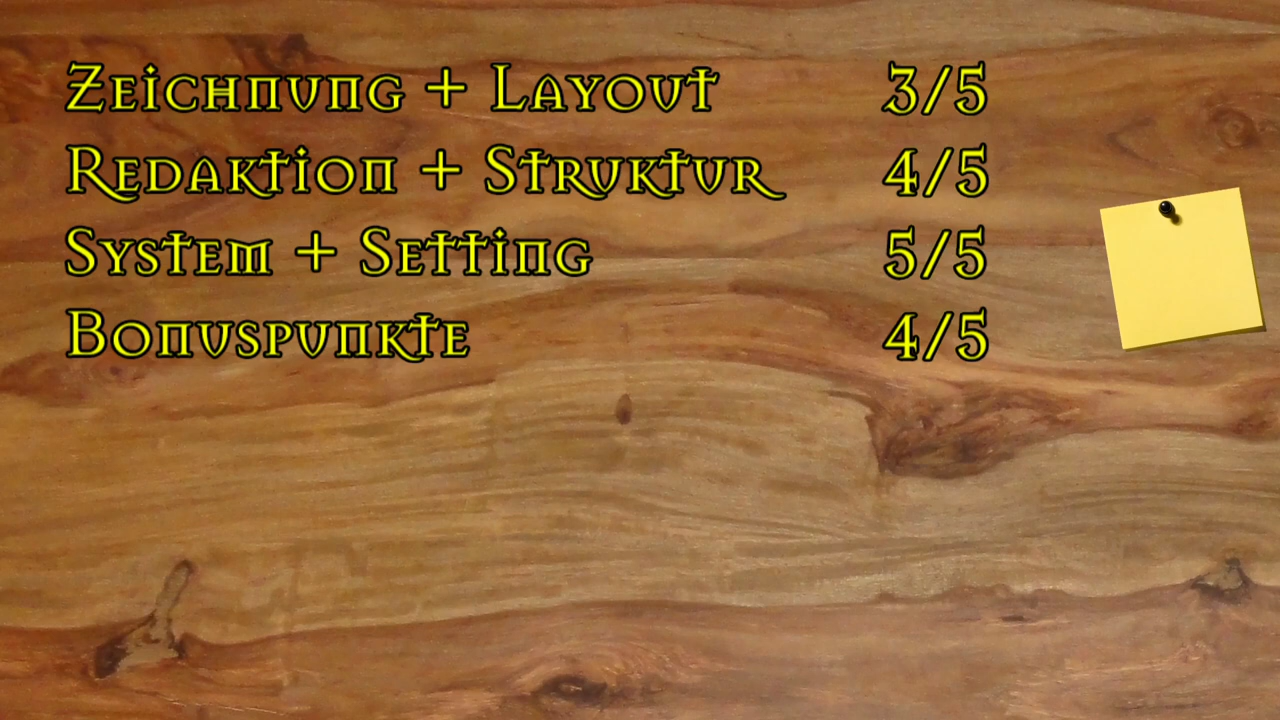 Zeichnung + Layout 3/5
Redaktion + Struktur 4/5
System + Setting 5/5
Bonuspunkte 4/5